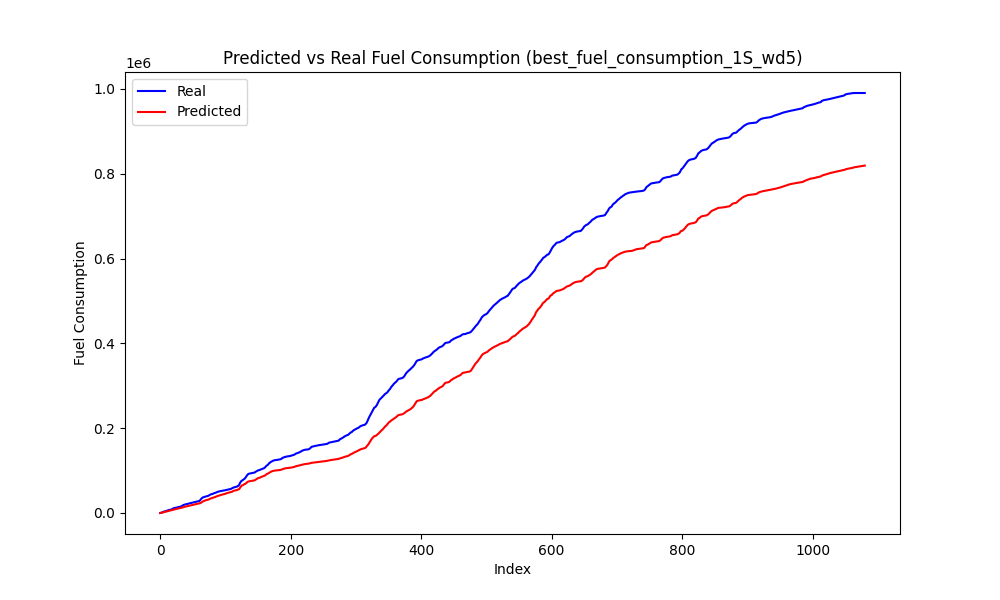 Predicted vs Real Fuel Consumption (best_fuel_consumption_1S_wd5)
1e6
Real
Predicted
1.0
0.8
0.6
0.4
0.2
0.0
Fuel Consumption
0 200 400 600 800 1000
Index